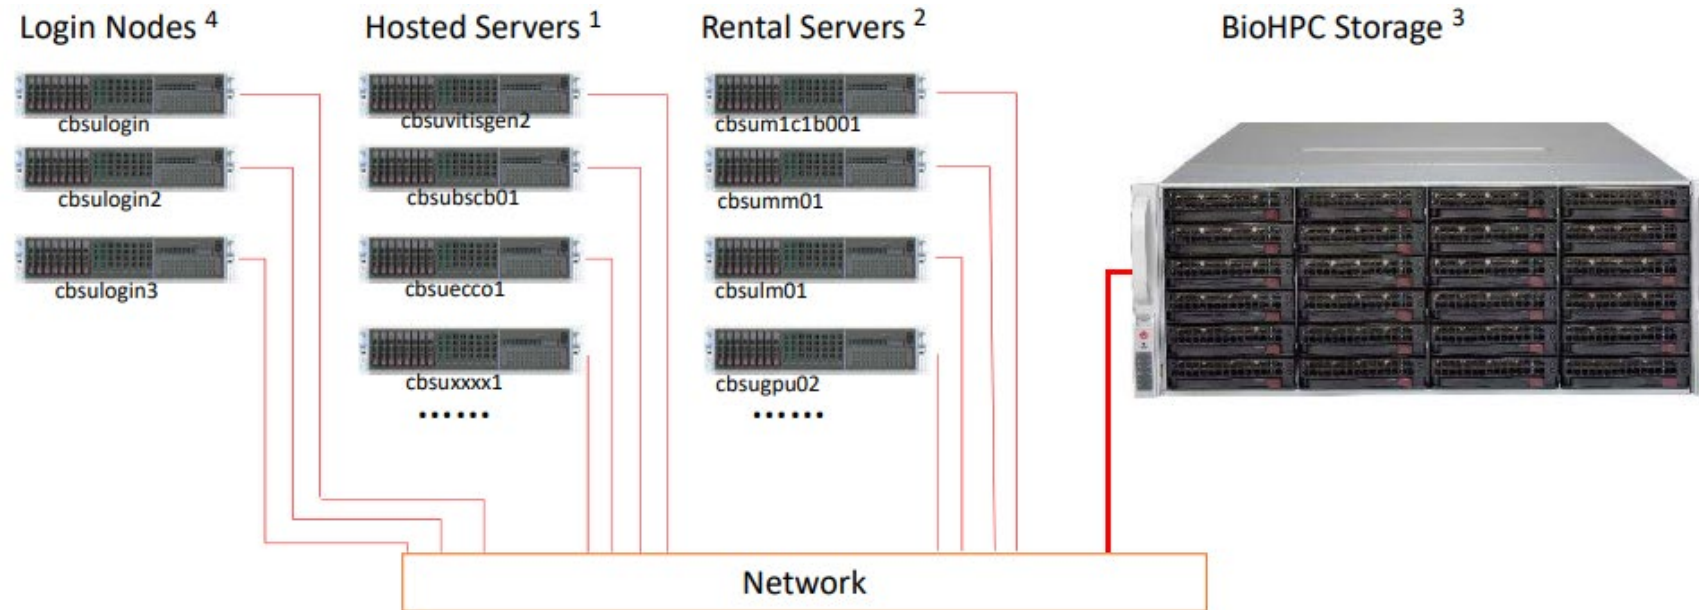 Login Nodes 4
Hosted Servers 1
Rental Servers 2
BioHPC Storage 3
cbsulogin
cbsuvitisgen2
cbsum1c1b001
cbsulogin2
cbsubscb01
cbsumm01
cbsulogin3
cbsuecco1
cbsulm01
cbsuxxxx1
cbsugpu02
......
......
Network